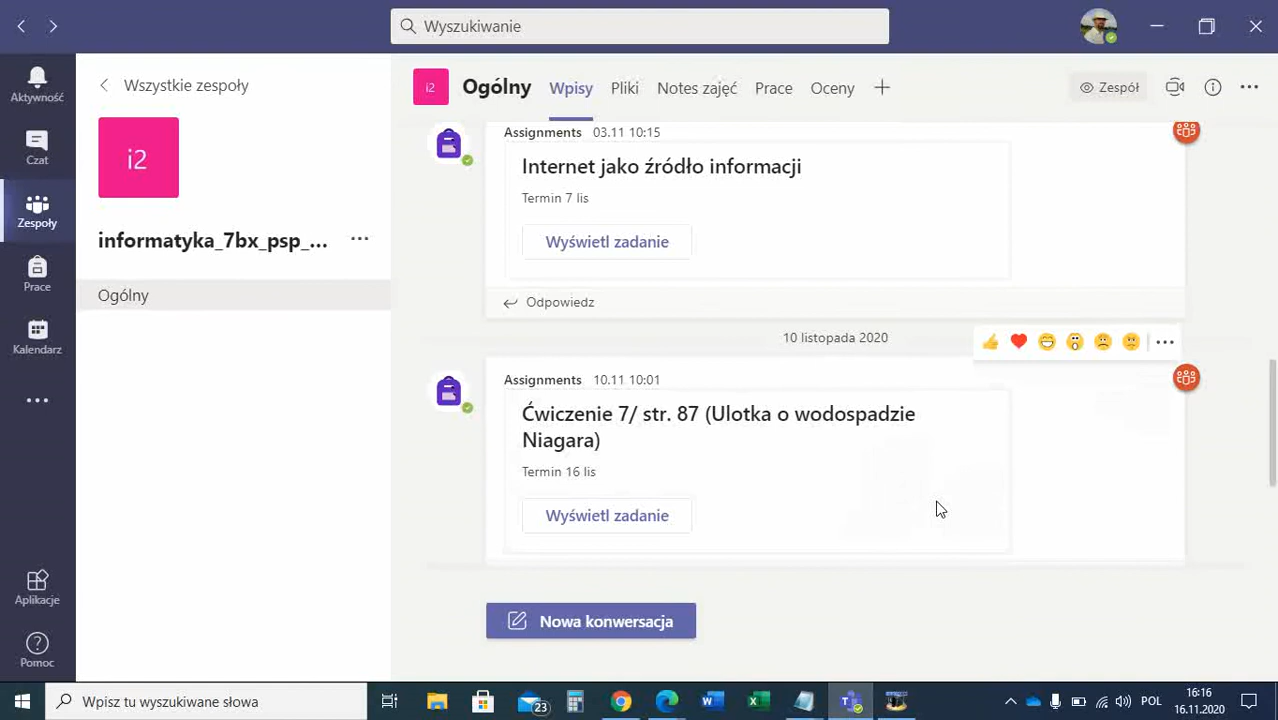 Wyszukiwanie
Aktywność
Czat
Zespoły
Prace
Kalendarz
Aplikacje
Pomoc
Wszystkie zespoły
i2
informatyka_7bx_psp_...
Ogólny
i2
Ogólny
Wpisy
Pliki
Notes zajęć
Prace
Oceny
Zespół
Assignments 03.11 10:15
Internet jako źródło informacji
Termin 7 lis
Wyświetl zadanie
Odpowiedz
10 listopada 2020
Assignments 10.11 10:01
Ćwiczenie 7/ str. 87 (Ulotka o wodospadzie
Niagara)
Termin 16 lis
Wyświetl zadanie
Nowa konwersacja
Wpisz tu wyszukiwane słowa
23
POL
16:16
16.11.2020